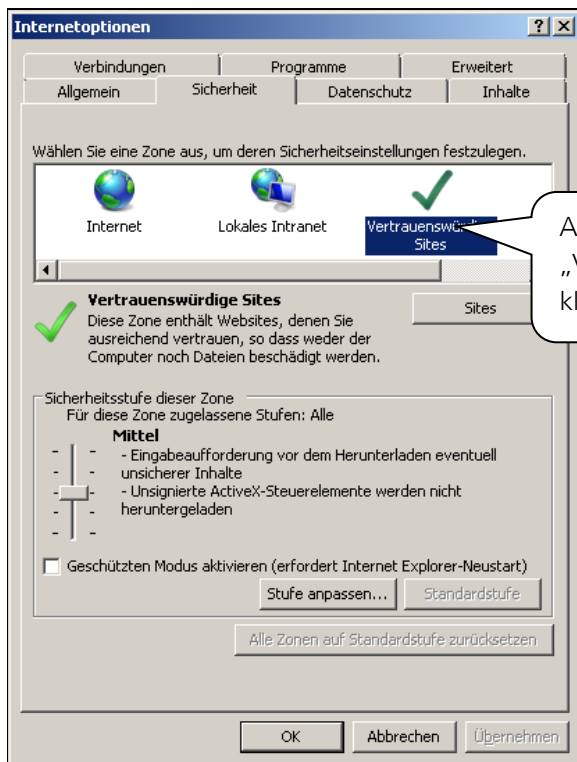 Internetoptionen
Verbindungen Programme Erweitert
Allgemein Sicherheit Datenschutz Inhalte
Wählen Sie eine Zone aus, um deren Sicherheitseinstellungen festzulegen.
Internet Lokales Intranet
Sites
Vertrauenswürdige Sites
Diese Zone enthält Websites, denen Sie
ausreichend vertrauen, so dass weder der
Computer noch Dateien beschädigt werden.
Sites
Sicherheitsstufe dieser Zone
Für diese Zone zugelassene Stufen: Alle
Mittel
- Eingabeaufforderung vor dem Herunterladen eventuell
unsicherer Inhalte
- Unsignierte ActiveX-Steuerelemente werden nicht
heruntergeladen
Geschützten Modus aktivieren (erfordert Internet Explorer-Neustart)
Stufe anpassen... Standardstufe
Alle Zonen auf Standardstufe zurücksetzen
OK Abbrechen Übernehmen